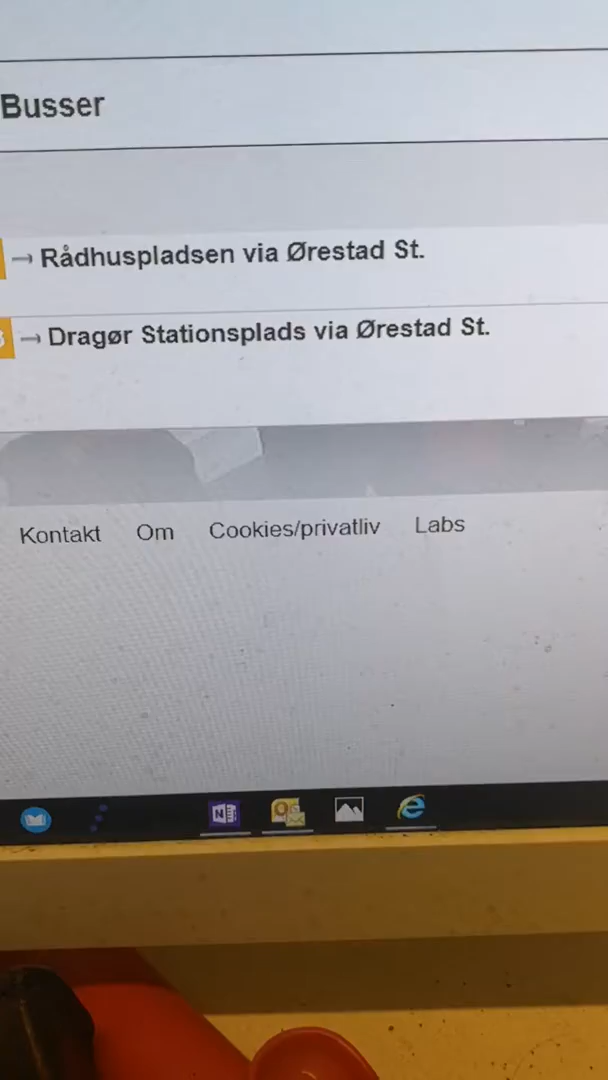 Busser
→ Rådhuspladsen via Ørestad St.
→ Dragør Stationsplads via Ørestad St.
Kontakt Om Cookies/privatliv Labs